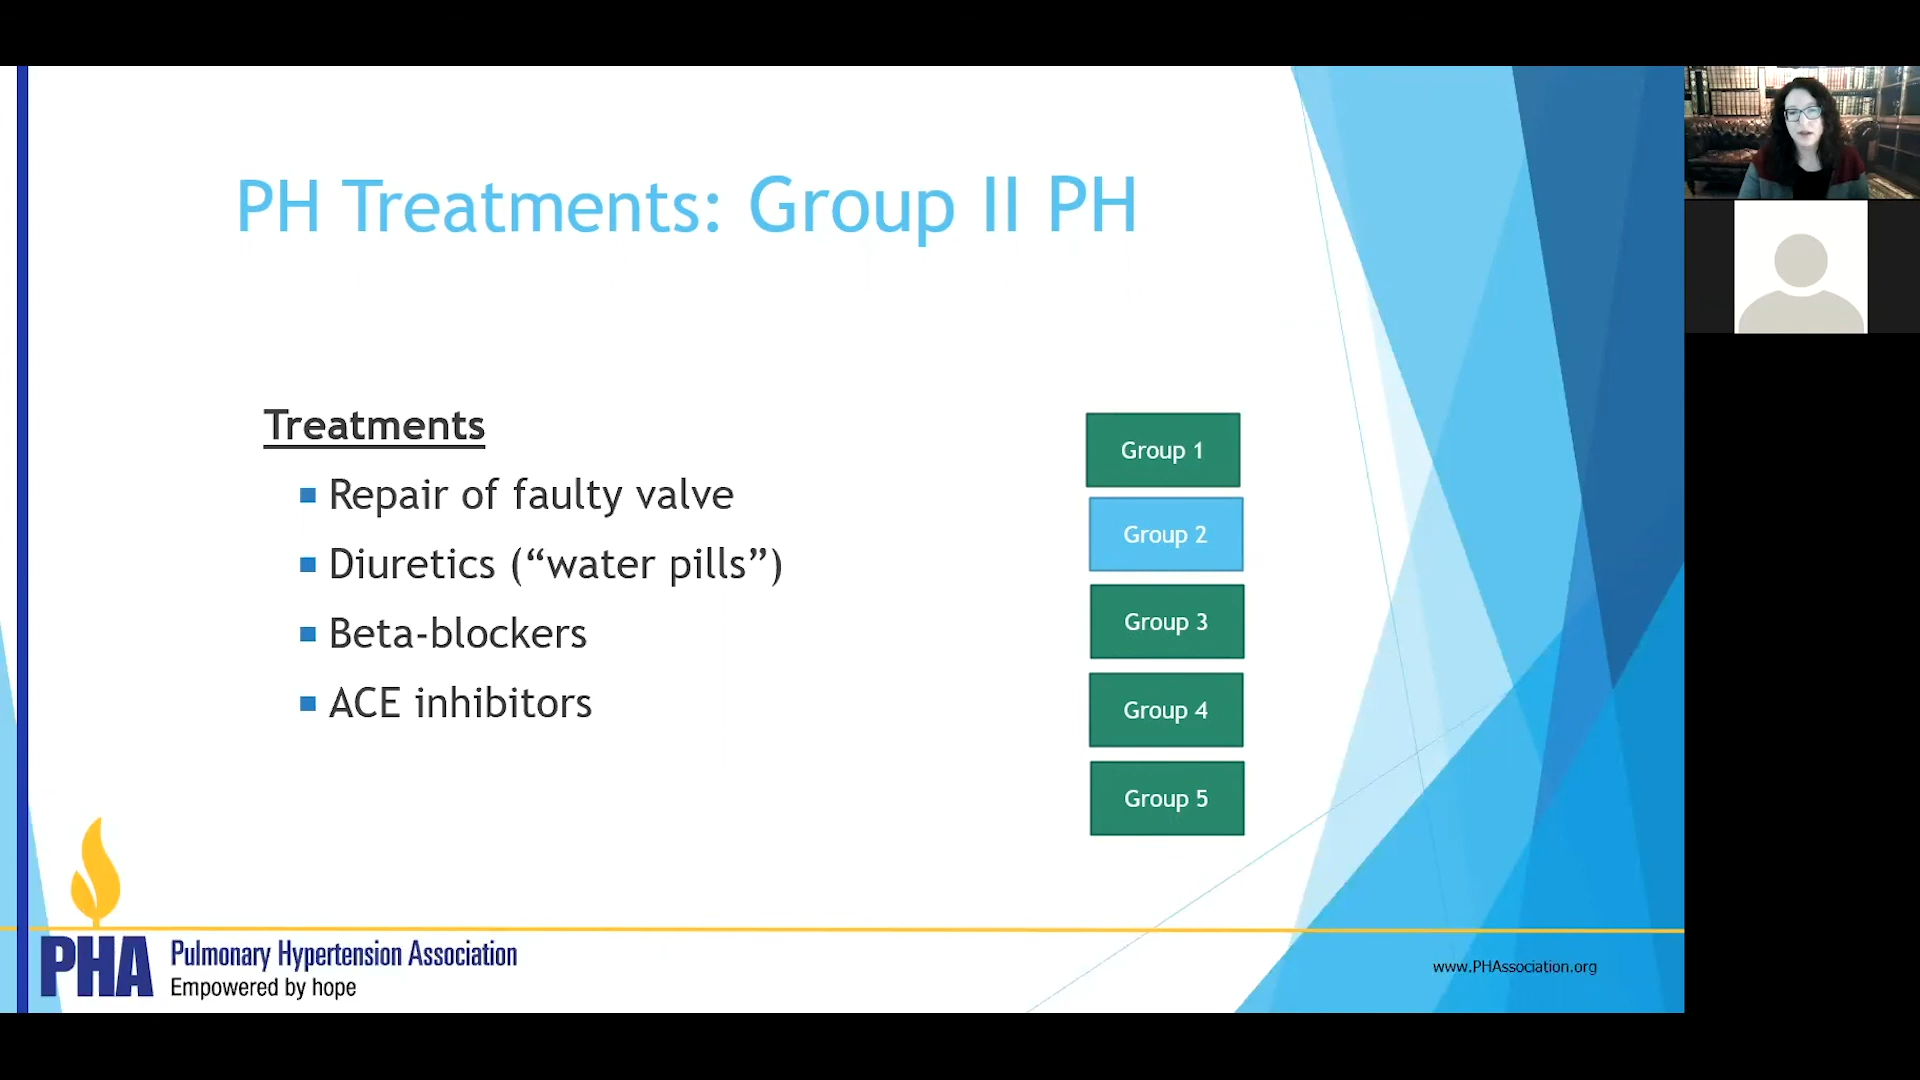 PH Treatments: Group II PH
Treatments
Repair of faulty valve
Diuretics (“water pills”)
Beta-blockers
ACE inhibitors
Group 1
Group 2
Group 3
Group 4
Group 5
PHA
Pulmonary Hypertension Association
Empowered by hope
www.PHAssociation.org